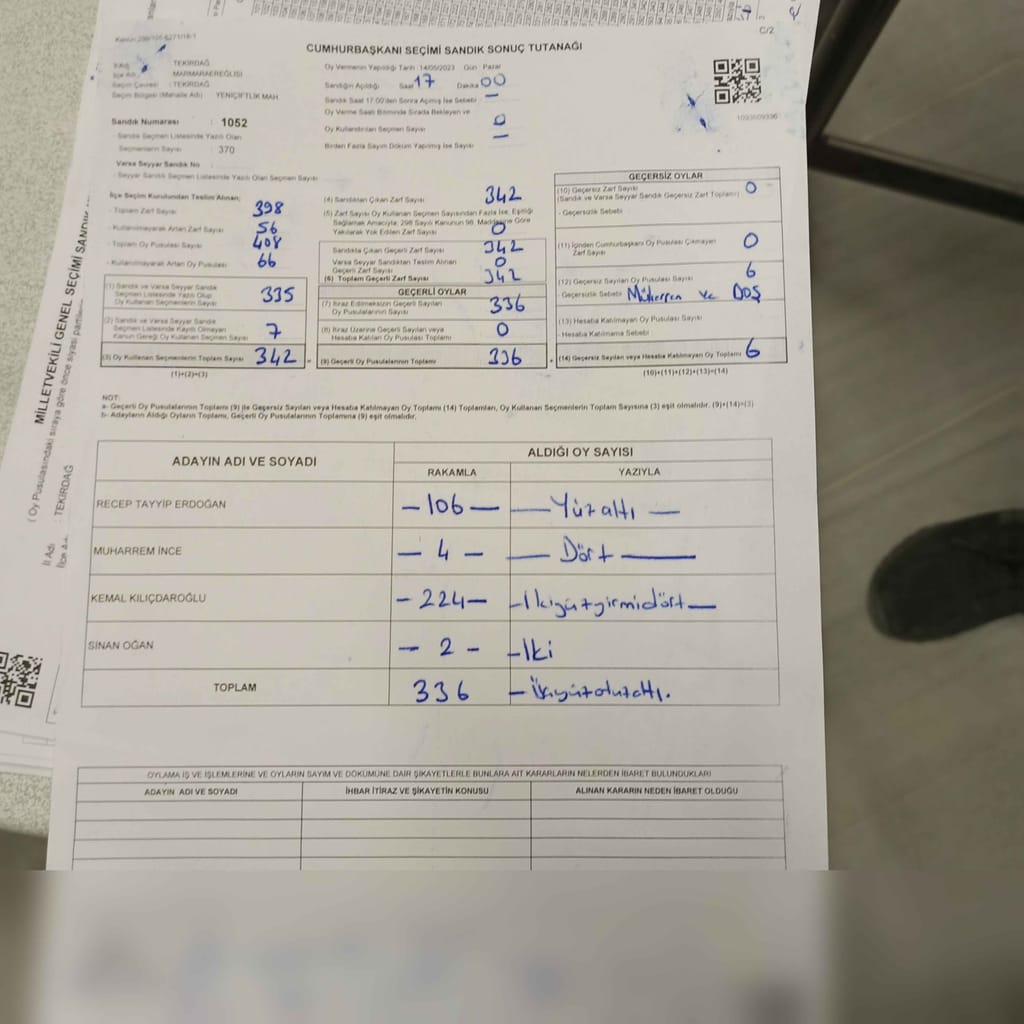 CUMHURBAŞKANI SEÇİMİ SANDIK SONUÇ TUTANAĞI
C/2
TEKİRDAĞ
MARMARAEREĞLİSİ
Seçim Çevresi : TEKİRDAĞ
Seçim Bölgesi (Mahalle Adı) YENİÇİFTLİK MAH.
Sandık Numarası : 1052
Sandık Seçmen Listesinde Yazılı Olan
Seçmenlerin Sayısı : 370
Varsa Seyyar Sandık No
Seyyar Sandık Listesinde Yazılı Olan Seçmen Sayısı
Oy Vermenin Yapıldığı Tarih :14/05/2023 Gün : Pazar
Sandığın Açıldığı Saat 17 Dakika 00
Sandık Saat 17:00'den Sonra Açılmış İse Sebebi –
Oy Verme Saati Bitiminde Sırada Bekleyen ve
Oy Kullandırılan Seçmen Sayısı 0
Birden Fazla Sayım Döküm Yapılmış İse Sayısı –
1093609336
İlçe Seçim Kurulundan Teslim Alınan;
- Toplam Zarf Sayısı 398
- Kullanılmayarak Artan Zarf Sayısı 56
- Toplam Oy Pusulası Sayısı 408
- Kullanılmayarak Artan Oy Pusulası 66
(1) Sandık ve Varsa Seyyar Sandık
Seçmen Listesinde Yazılı Olup
Oy Kullanan Seçmenlerin Sayısı 335
(2) Sandık ve Varsa Seyyar Sandık
Seçmen Listesinde Kayıtlı Olmayan
Kanun Gereği Oy Kullanan Seçmen Sayısı 7
(3) Oy Kullanan Seçmenlerin Toplam Sayısı 342
(1)+(2)=(3)
(4) Sandıktan Çıkan Zarf Sayısı 342
(5) Zarf Sayısı Oy Kullanan Seçmen Sayısından Fazla İse, Eşitliği
Sağlamak Amacıyla; 298 Sayılı Kanunun 98. Maddesine Göre
Yakılarak Yok Edilen Zarf Sayısı 0
Sandıkta Çıkan Geçerli Zarf Sayısı 342
Varsa Seyyar Sandıktan Teslim Alınan
Geçerli Zarf Sayısı 0
(6) Toplam Geçerli Zarf Sayısı 342
GEÇERLİ OYLAR
(7) İtiraz Edilmeksizin Geçerli Sayılan
Oy Pusulalarının Sayısı 336
(8) İtiraz Üzerine Geçerli Sayılan veya
Hesaba Katılan Oy Pusulası Toplamı 0
(9) Geçerli Oy Pusulalarının Toplamı 336
GEÇERSİZ OYLAR
(10) Geçersiz Zarf Sayısı 0
(Sandık ve Varsa Seyyar Sandık Geçersiz Zarf Toplamı)
- Geçersizlik Sebebi
(11) İçinden Cumhurbaşkanı Oy Pusulası Çıkmayan
Zarf Sayısı 0
(12) Geçersiz Sayılan Oy Pusulası Sayısı 6
- Geçersizlik Sebebi Mükerren ve BOŞ
(13) Hesaba Katılmayan Oy Pusulası Sayısı
- Hesaba Katılmama Sebebi
(14) Geçersiz Sayılan veya Hesaba Katılmayan Oy Toplamı 6
(10)+(11)+(12)+(13)=(14)
NOT:
a- Geçerli Oy Pusulalarının Toplamı (9) ile Geçersiz Sayılan veya Hesaba Katılmayan Oy Toplamı (14) Toplamları, Oy Kullanan Seçmenlerin Toplam Sayısına (3) eşit olmalıdır. (9)+(14)=(3)
b- Adayların Aldığı Oyların Toplamı, Geçerli Oy Pusulalarının Toplamına (9) eşit olmalıdır.
ADAYIN ADI VE SOYADI ALDIĞI OY SAYISI
RAKAMLA YAZIYLA
RECEP TAYYİP ERDOĞAN – 106 – – Yüzaltı –
MUHARREM İNCE – 4 – – Dört –
KEMAL KILIÇDAROĞLU – 224 – – İkiyüzyirmidört –
SİNAN OĞAN – 2 – – İki
TOPLAM 336 – Üçyüzotuzaltı.
OYLAMA İŞ VE İŞLEMLERİNE VE OYLARIN SAYIM VE DÖKÜMÜNE DAİR ŞİKAYETLERLE BUNLARA AİT KARARLARIN NELERDEN İBARET BULUNDUKLARI
ADAYIN ADI VE SOYADI İHBAR İTİRAZ VE ŞİKAYETİN KONUSU ALINAN KARARIN NEDEN İBARET OLDUĞU
MİLLETVEKİLİ GENEL SEÇİMİ SANDIK
( Oy Pusulasındaki sıraya göre önce siyasi
İl Adı : TEKİRDAĞ